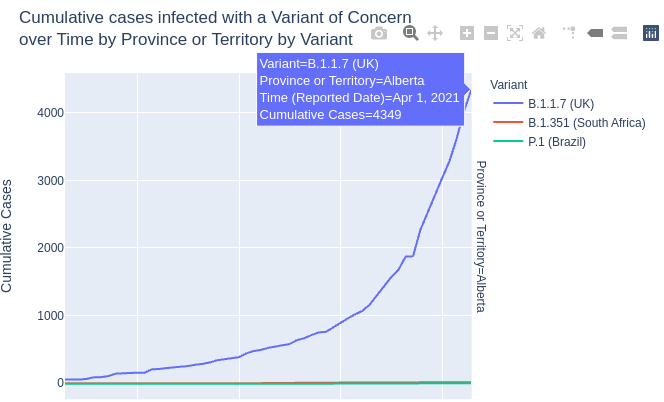 Cumulative cases infected with a Variant of Concern
over Time by Province or Territory by Variant
Variant=B.1.1.7 (UK)
Province or Territory=Alberta
Time (Reported Date)=Apr 1, 2021
Cumulative Cases=4349
Variant
B.1.1.7 (UK)
B.1.351 (South Africa)
P.1 (Brazil)
4000
3000
2000
1000
0
Cumulative Cases
Province or Territory=Alberta